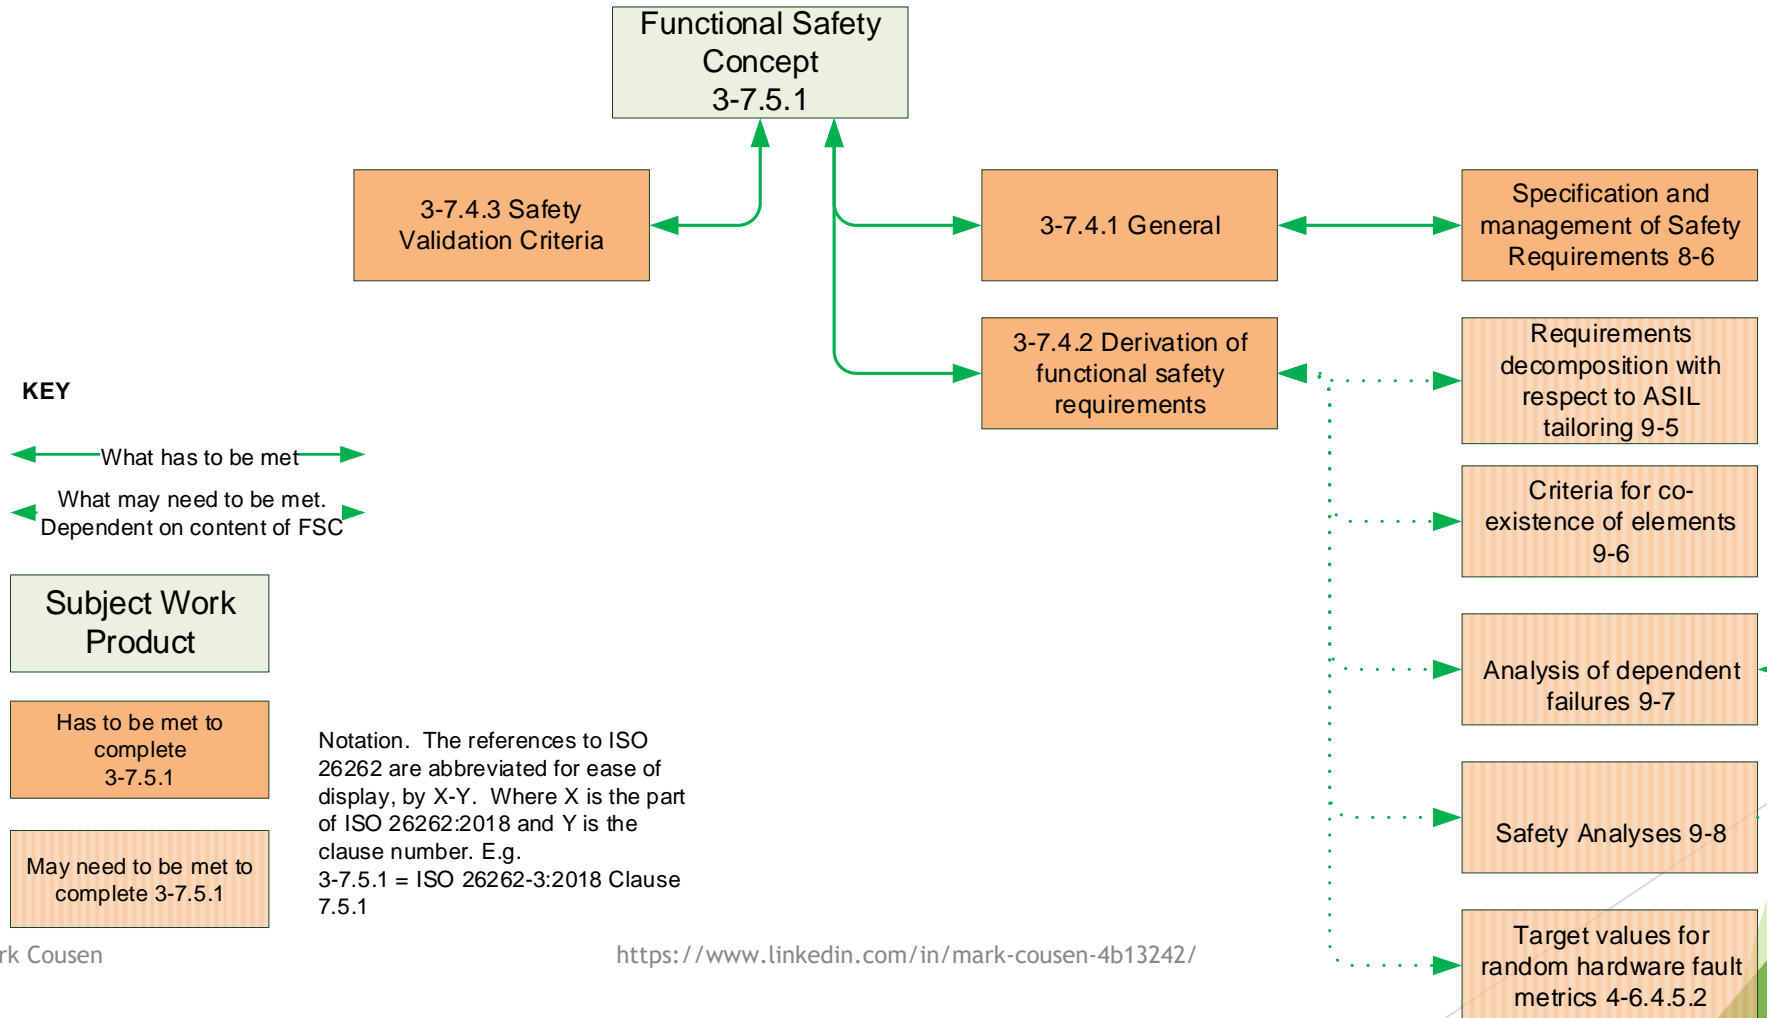 Functional Safety
Concept
3-7.5.1
3-7.4.3 Safety
Validation Criteria
3-7.4.1 General
Specification and
management of Safety
Requirements 8-6
3-7.4.2 Derivation of
functional safety
requirements
Requirements
decomposition with
respect to ASIL
tailoring 9-5
Criteria for co-
existence of elements
9-6
Analysis of dependent
failures 9-7
Safety Analyses 9-8
Target values for
random hardware fault
metrics 4-6.4.5.2
KEY
What has to be met
What may need to be met.
Dependent on content of FSC
Subject Work
Product
Has to be met to
complete
3-7.5.1
May need to be met to
complete 3-7.5.1
Notation.  The references to ISO
26262 are abbreviated for ease of
display, by X-Y.  Where X is the part
of ISO 26262:2018 and Y is the
clause number. E.g.
3-7.5.1 = ISO 26262-3:2018 Clause
7.5.1
rk Cousen
https://www.linkedin.com/in/mark-cousen-4b13242/